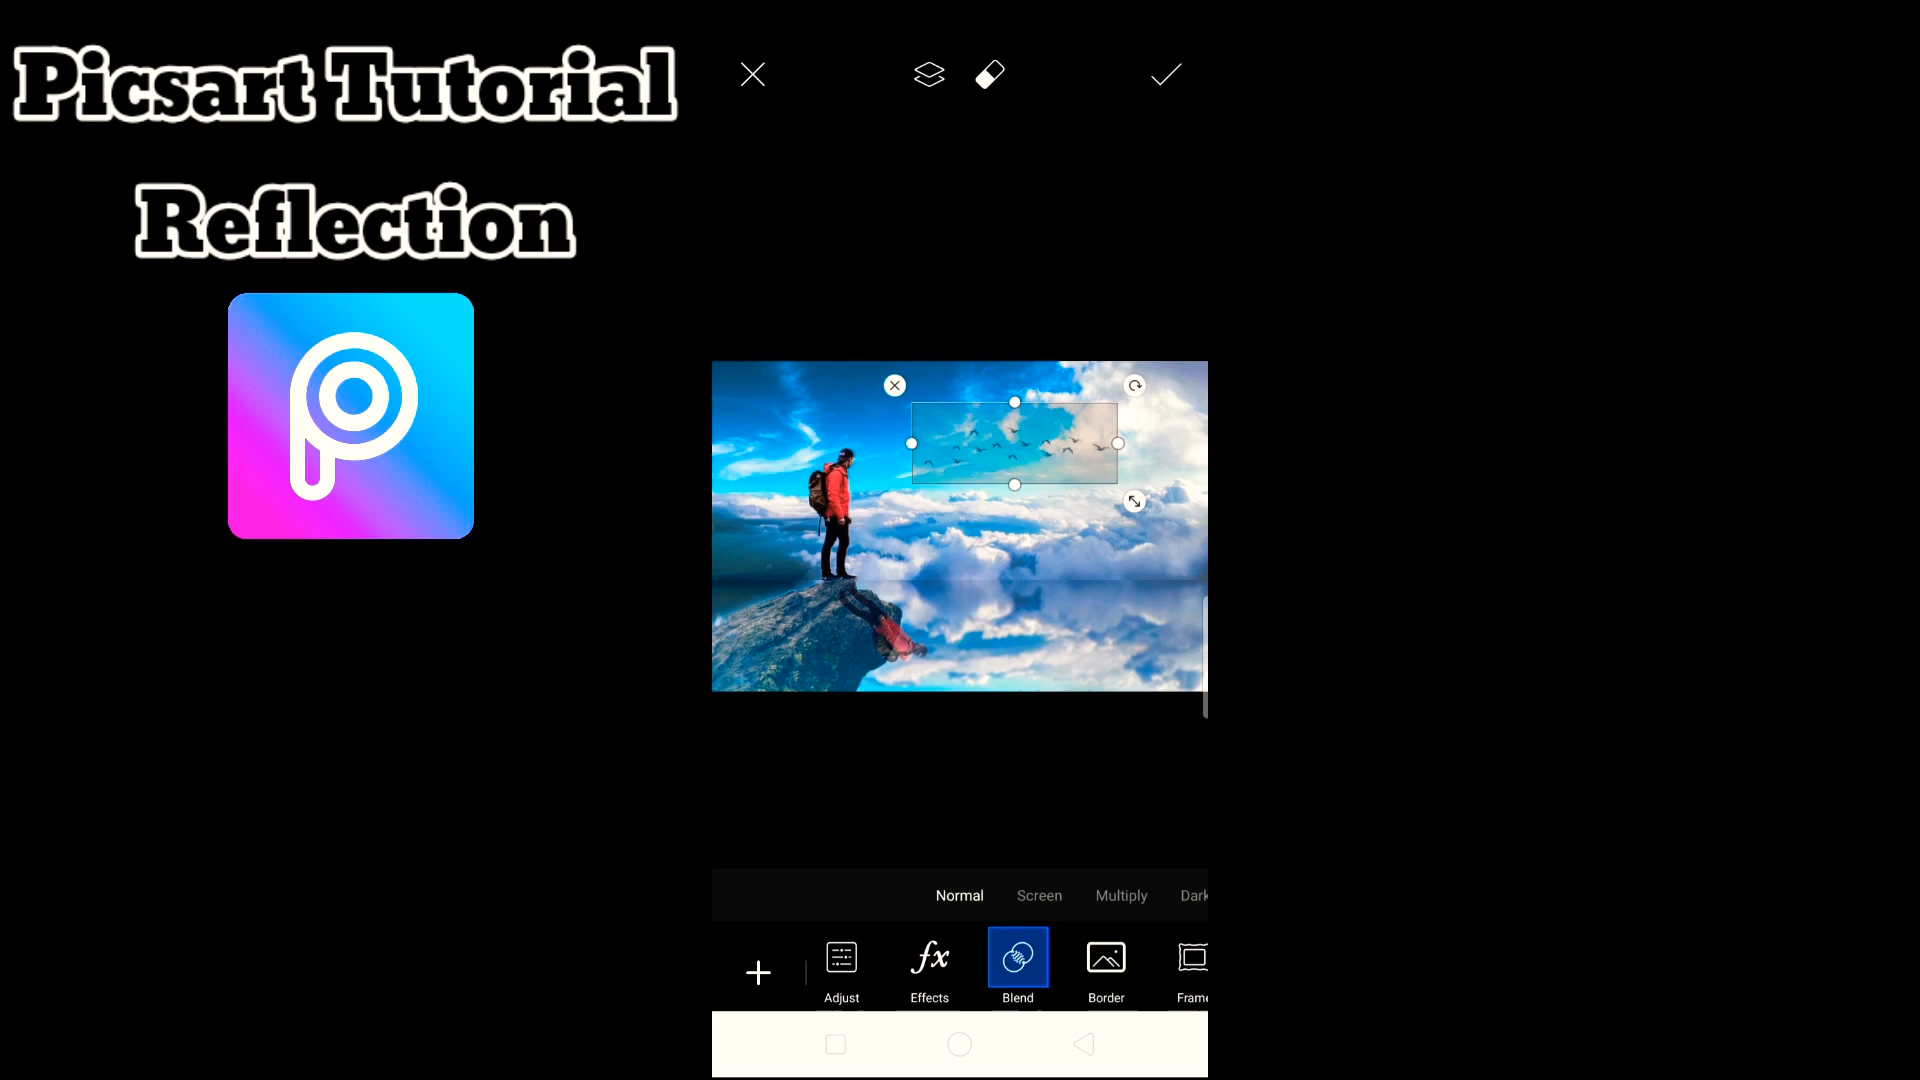 Picsart Tutorial
Reflection
Normal Screen Multiply Dark
Adjust Effects Blend Border Frame